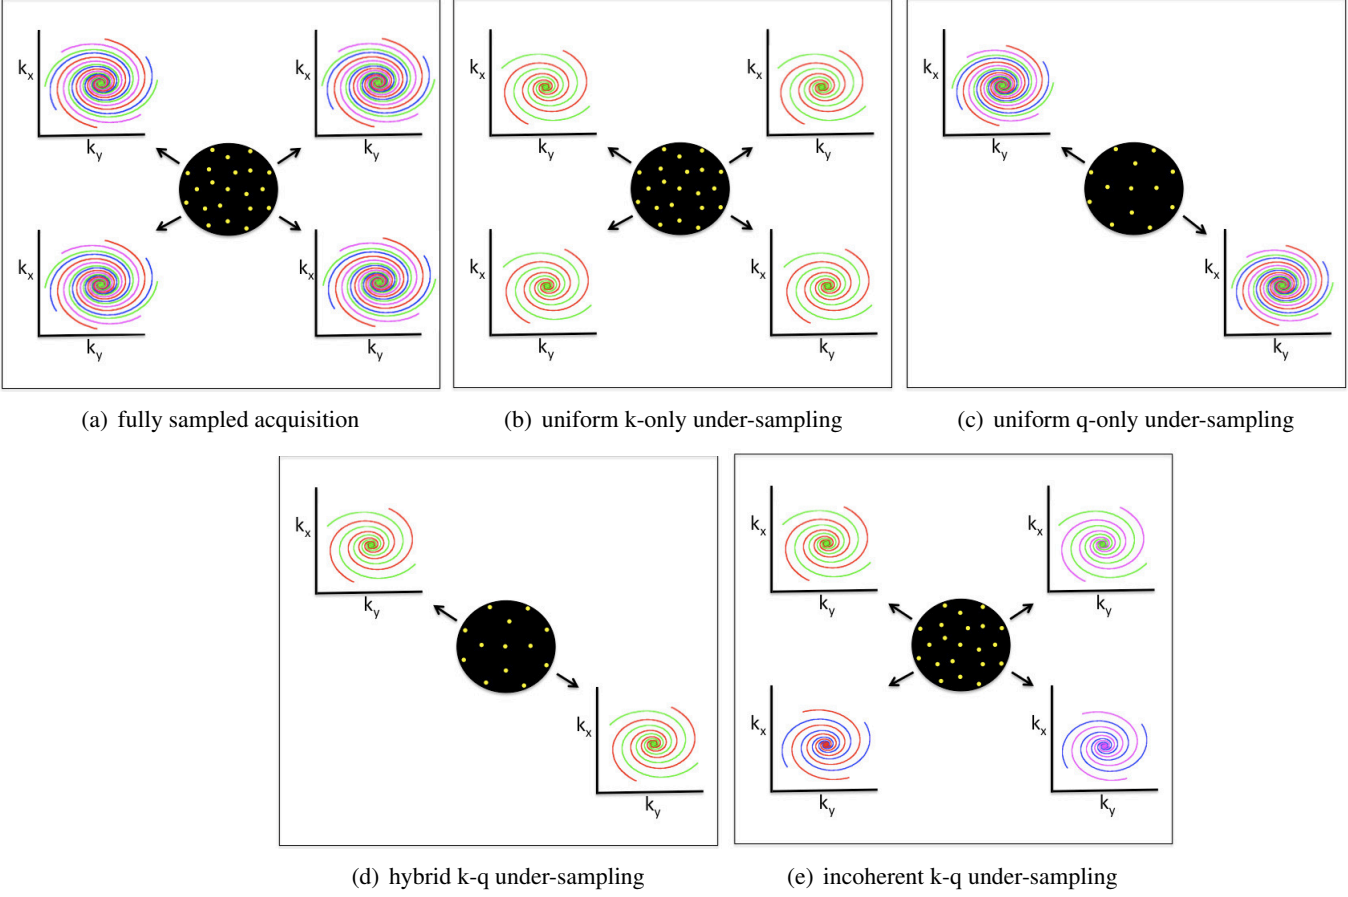 kx
ky
kx
ky
kx
ky
kx
ky
(a) fully sampled acquisition
kx
ky
kx
ky
kx
ky
kx
ky
(b) uniform k-only under-sampling
kx
ky
kx
ky
(c) uniform q-only under-sampling
kx
ky
kx
ky
(d) hybrid k-q under-sampling
kx
ky
kx
ky
kx
ky
kx
ky
(e) incoherent k-q under-sampling